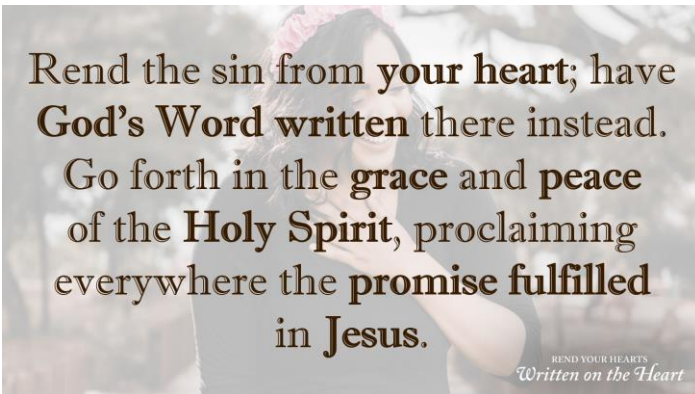 Rend the sin from your heart; have
God's Word written there instead.
Go forth in the grace and peace
of the Holy Spirit, proclaiming
everywhere the promise fulfilled
in Jesus.
REND YOUR HEARTS
Written on the Heart